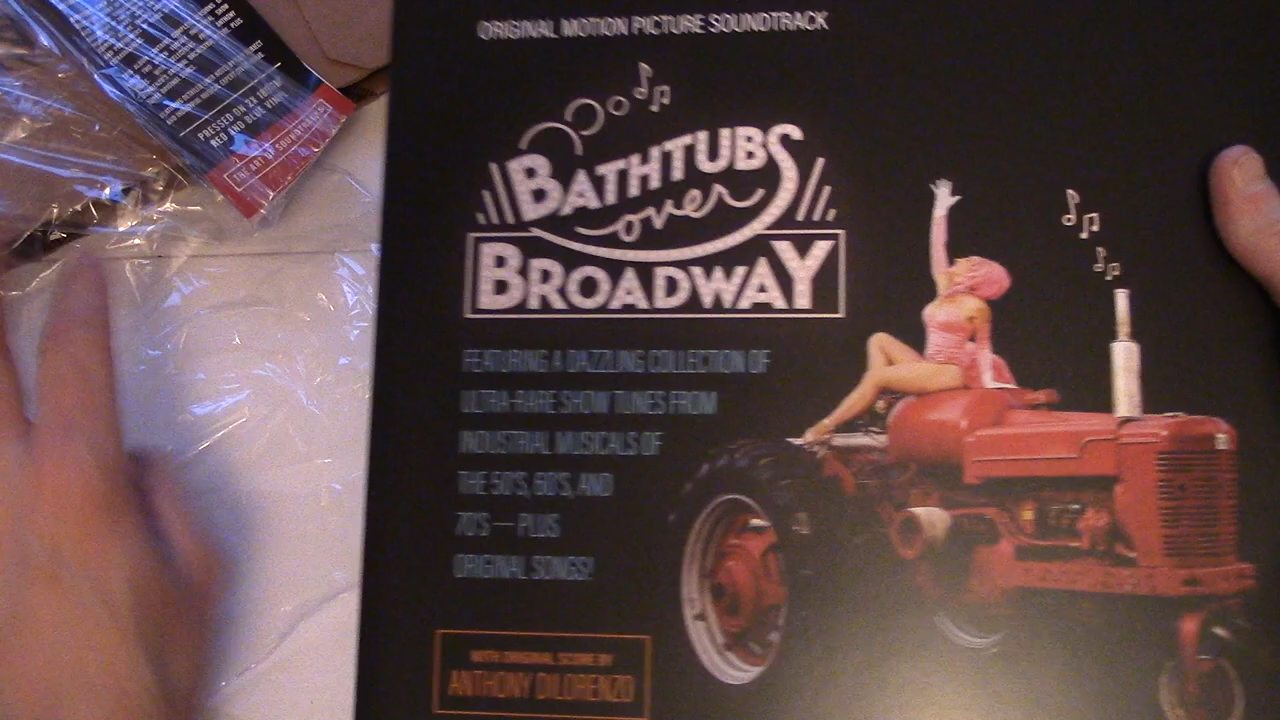 PRESSED ON 2X
RED AND BLUE
THE ART OF SOUNDTRACKS
ORIGINAL MOTION PICTURE SOUNDTRACK
BATHTUBS
over
BROADWAY
FEATURING A DAZZLING COLLECTION OF
ULTRA-RARE SHOW TUNES FROM
INDUSTRIAL MUSICALS OF
THE 50'S, 60'S, AND
70'S — PLUS
ORIGINAL SONGS!
WITH ORIGINAL SCORE BY
ANTHONY DILORENZO